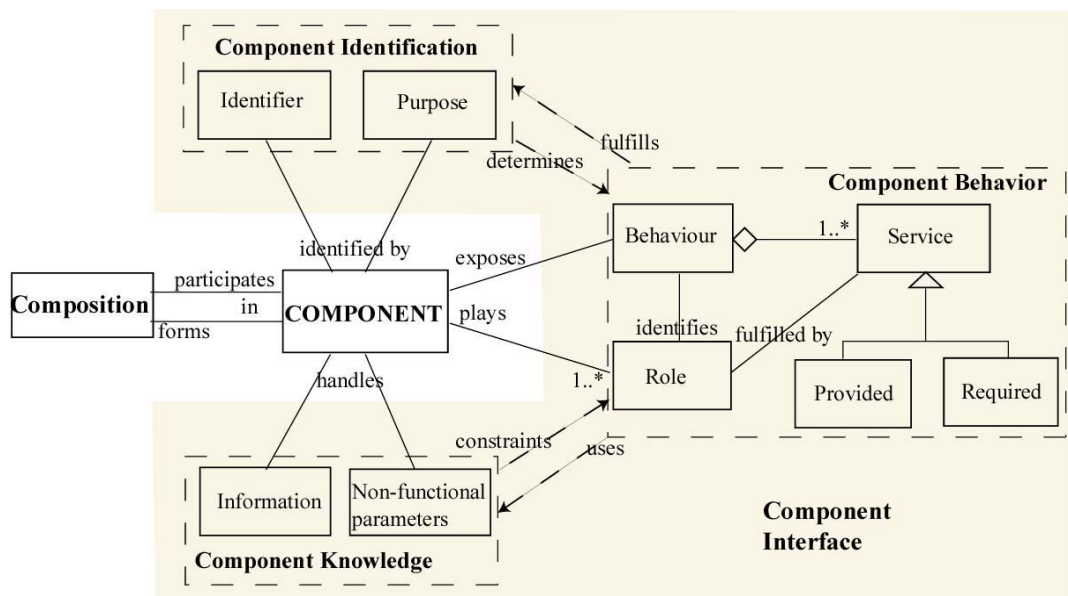 Component Identification
Identifier
Purpose
fulfills
determines
Component Behavior
Behaviour
1..*
Service
identified by
exposes
participates
in
Composition
COMPONENT
forms
plays
identifies
fulfilled by
handles
1..*
Role
Provided
Required
constraints
uses
Information
Non-functional
parameters
Component Knowledge
Component
Interface